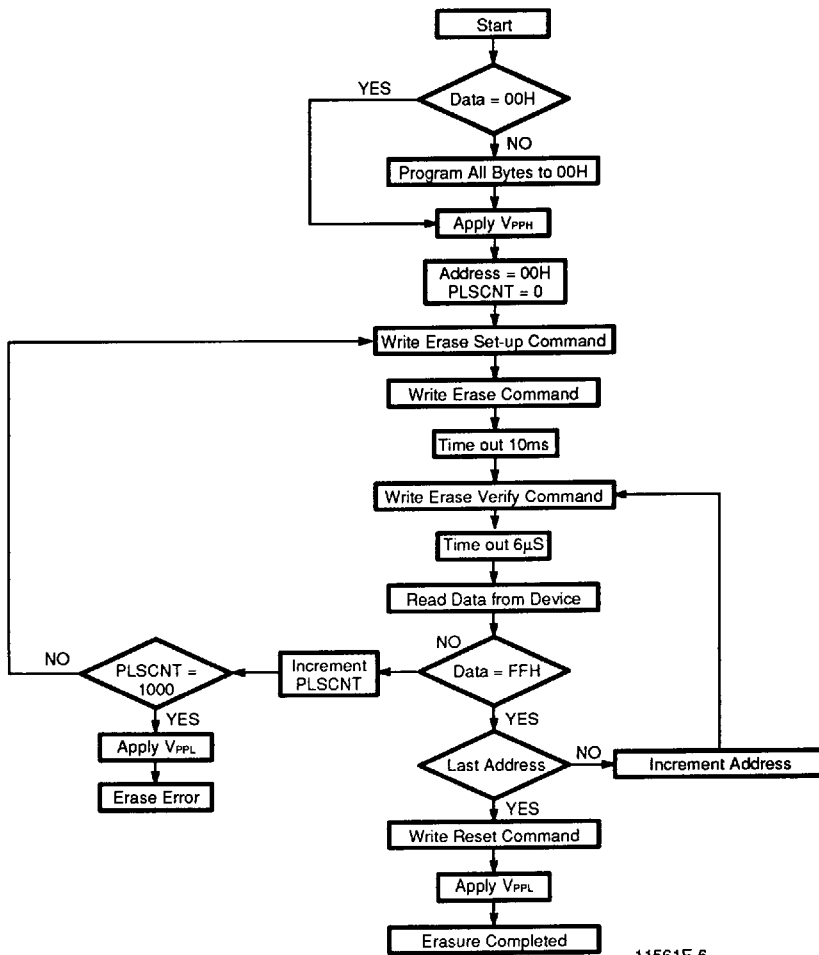 Start
YES
Data = 00H
NO
Program All Bytes to 00H
Apply VPPH
Address = 00H
PLSCNT = 0
Write Erase Set-up Command
Write Erase Command
Time out 10ms
Write Erase Verify Command
Time out 6µS
Read Data from Device
NO
Data = FFH
Increment
PLSCNT
PLSCNT =
1000
NO
YES
Apply VPPL
Erase Error
YES
Last Address
NO
Increment Address
YES
Write Reset Command
Apply VPPL
Erasure Completed